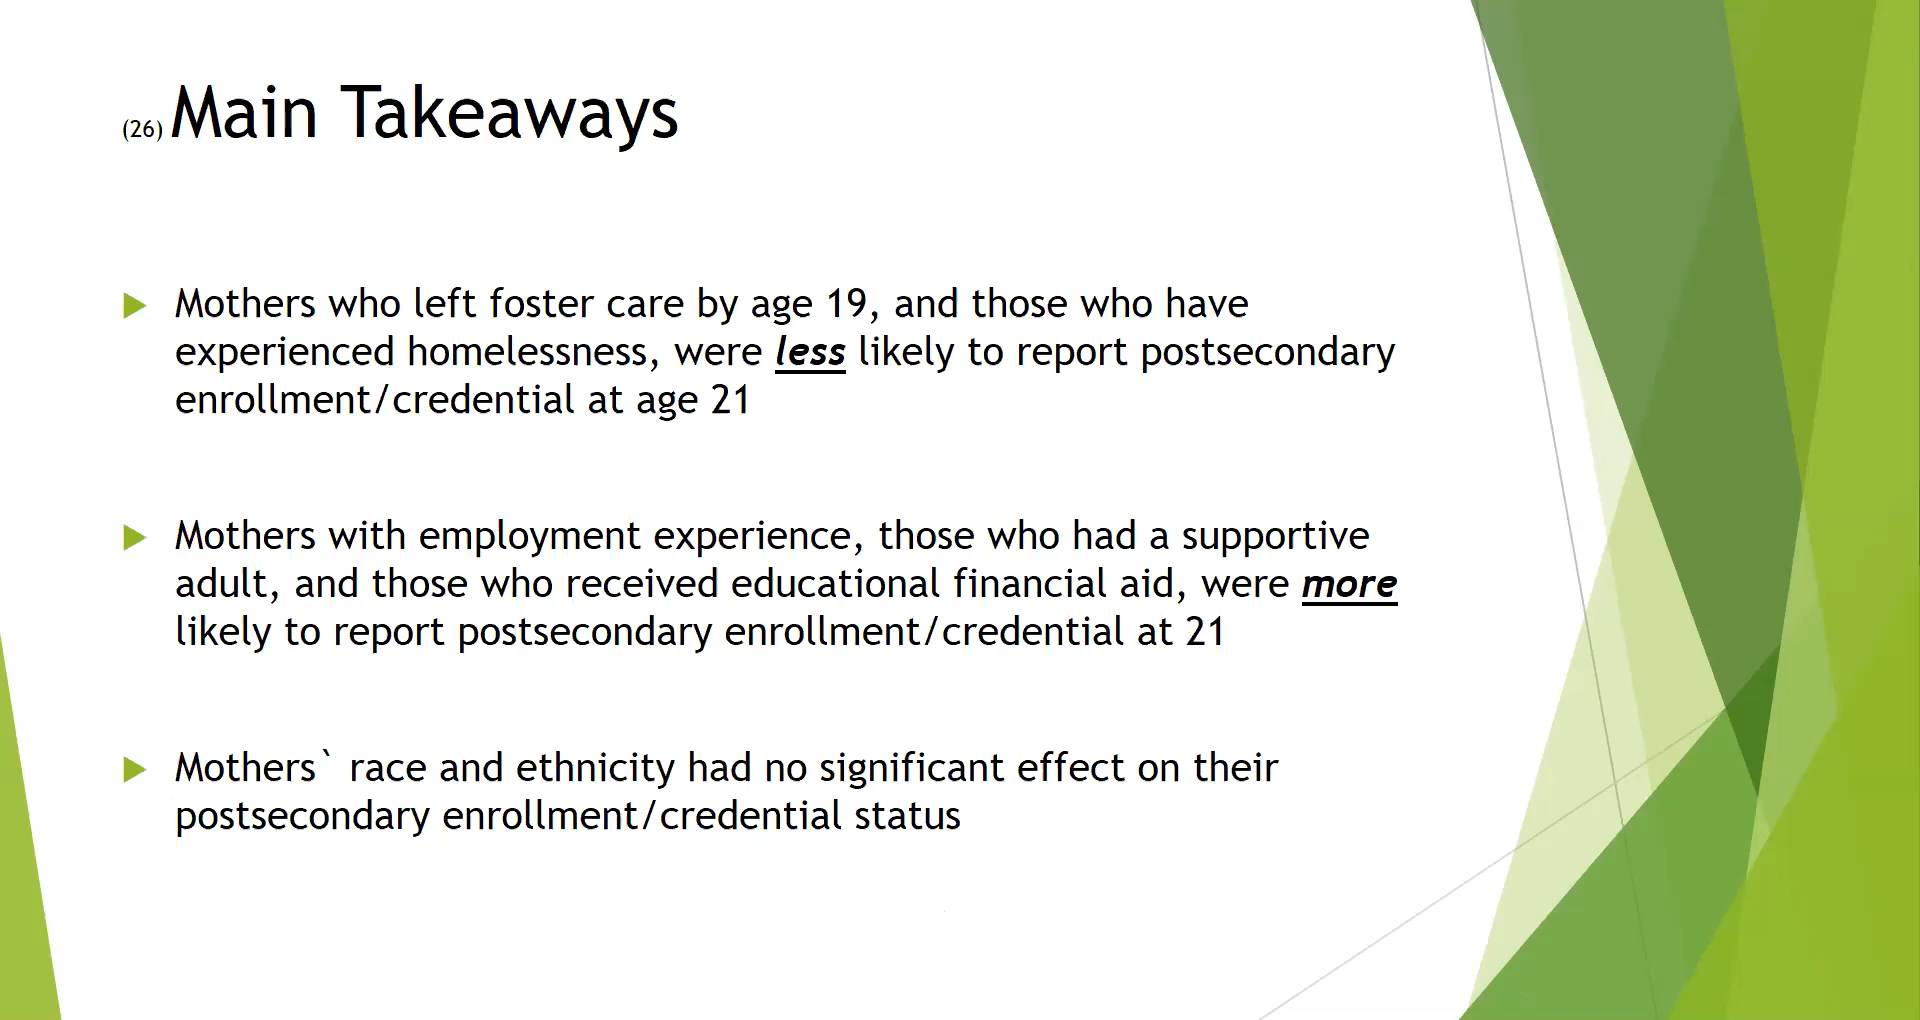 (26) Main Takeaways
Mothers who left foster care by age 19, and those who have
experienced homelessness, were less likely to report postsecondary
enrollment/credential at age 21
Mothers with employment experience, those who had a supportive
adult, and those who received educational financial aid, were more
likely to report postsecondary enrollment/credential at 21
Mothers` race and ethnicity had no significant effect on their
postsecondary enrollment/credential status